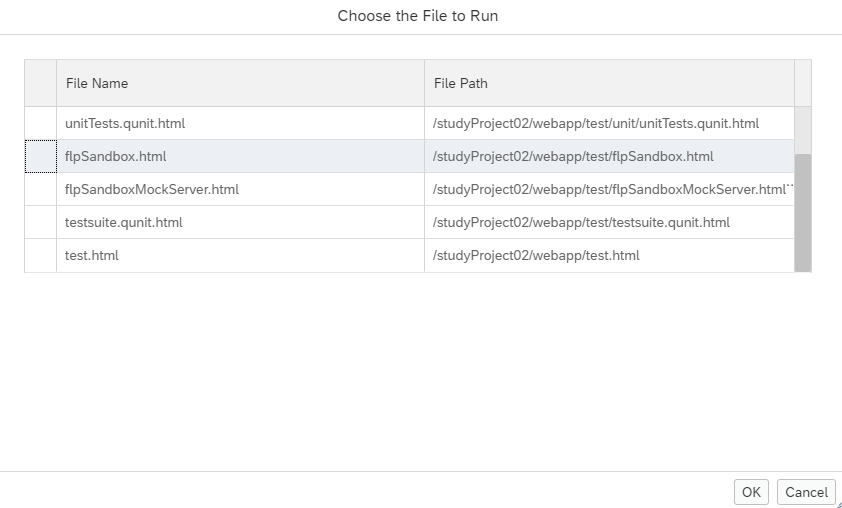 Choose the File to Run
File Name File Path
unitTests.qunit.html /studyProject02/webapp/test/unit/unitTests.qunit.html
flpSandbox.html /studyProject02/webapp/test/flpSandbox.html
flpSandboxMockServer.html /studyProject02/webapp/test/flpSandboxMockServer.html
testsuite.qunit.html /studyProject02/webapp/test/testsuite.qunit.html
test.html /studyProject02/webapp/test.html
OK Cancel